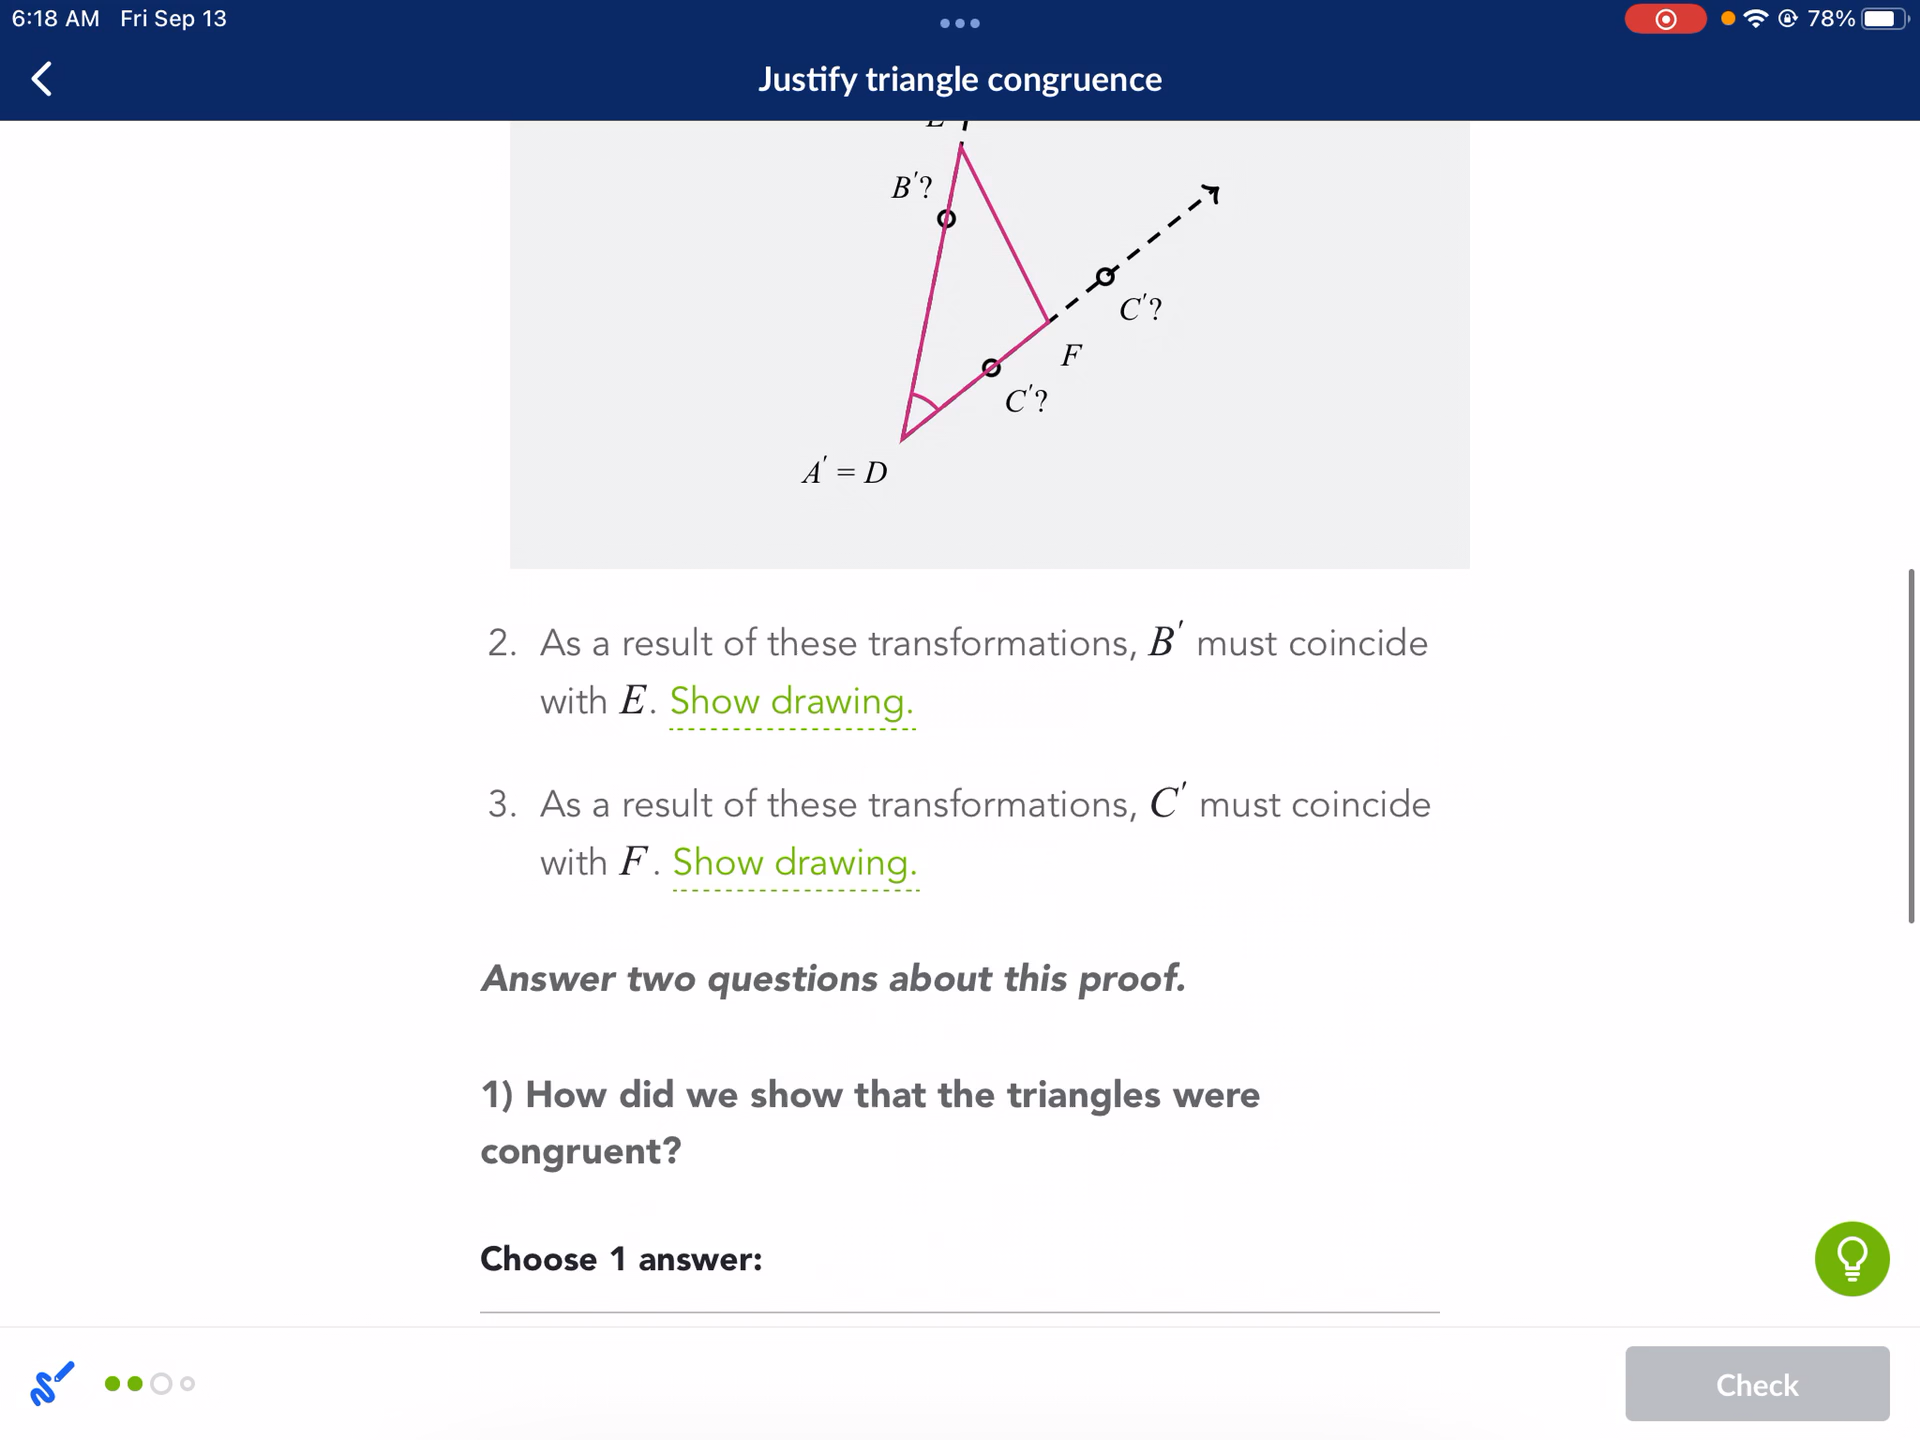 6:18 AM Fri Sep 13
78%
Justify triangle congruence
B′?
C′?
F
C′?
A′ = D
2. As a result of these transformations, B′ must coincide
with E. Show drawing.
3. As a result of these transformations, C′ must coincide
with F. Show drawing.
Answer two questions about this proof.
1) How did we show that the triangles were
congruent?
Choose 1 answer:
Check